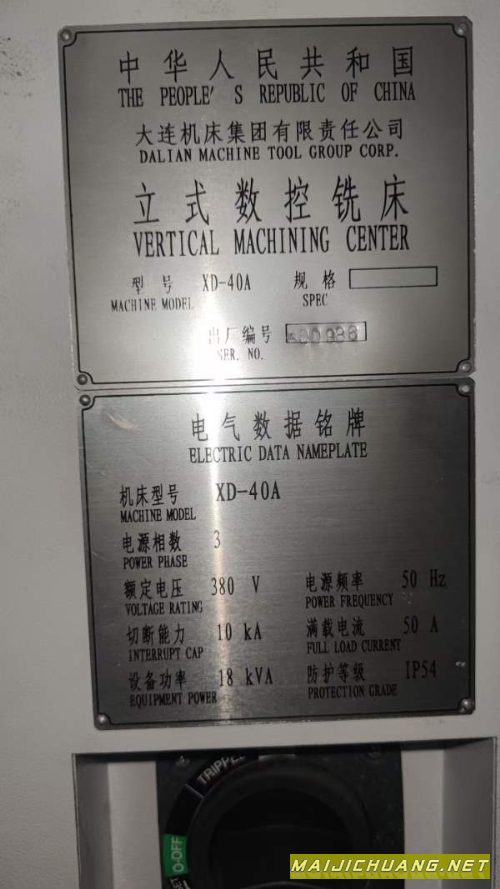 中华人民共和国
THE PEOPLE' S REPUBLIC OF CHINA
大连机床集团有限责任公司
DALIAN MACHINE TOOL GROUP CORP.
立式数控铣床
VERTICAL MACHINING CENTER
型号 XD-40A 规格
MACHINE MODEL SPEC
出厂编号
SER. NO.
电气数据铭牌
ELECTRIC DATA NAMEPLATE
机床型号 XD-40A
MACHINE MODEL
电源相数 3
POWER PHASE
额定电压 380 V 电源频率 50 Hz
VOLTAGE RATING POWER FREQUENCY
切断能力 10 kA 满载电流 50 A
INTERRUPT CAP FULL LOAD CURRENT
设备功率 18 kVA 防护等级 IP54
EQUIPMENT POWER PROTECTION GRADE
O-OFF
MAIJICHUANG.NET